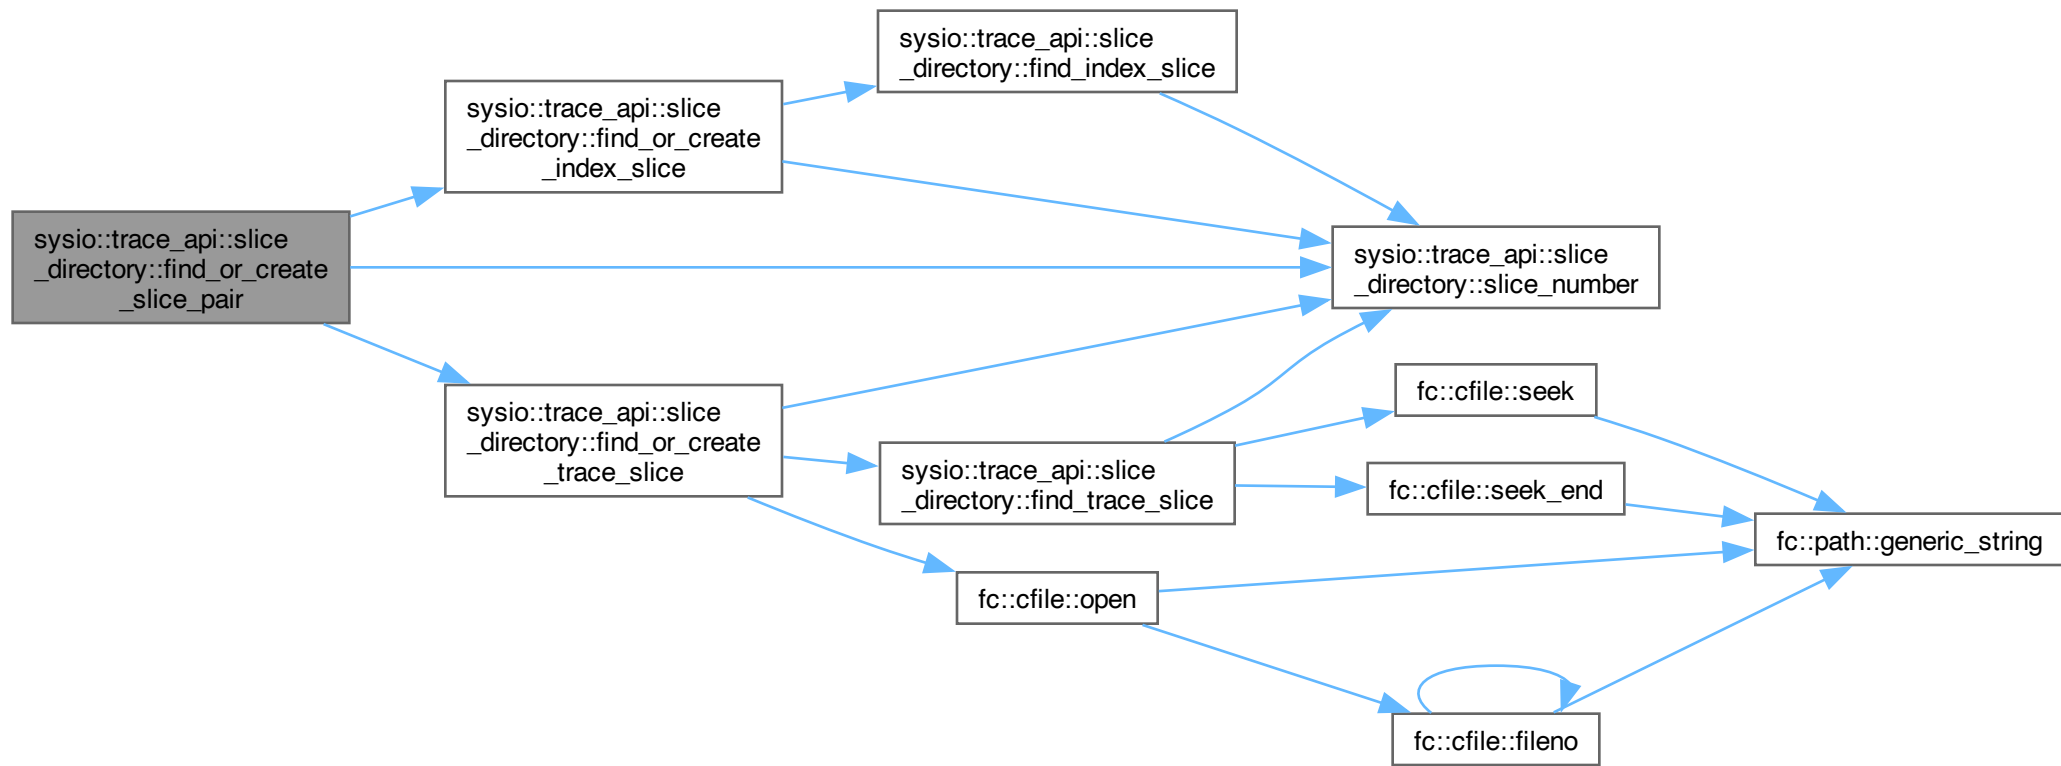 sysio::trace_api::slice
_directory::find_or_create
_slice_pair
sysio::trace_api::slice
_directory::find_or_create
_index_slice
sysio::trace_api::slice
_directory::find_index_slice
sysio::trace_api::slice
_directory::slice_number
sysio::trace_api::slice
_directory::find_or_create
_trace_slice
sysio::trace_api::slice
_directory::find_trace_slice
fc::cfile::seek
fc::cfile::seek_end
fc::path::generic_string
fc::cfile::open
fc::cfile::fileno